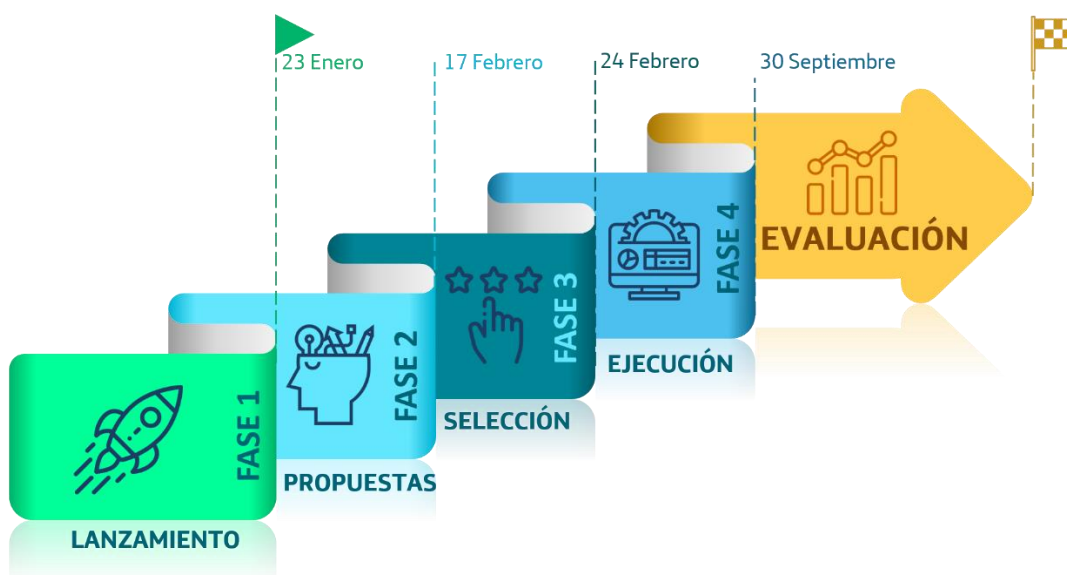 23 Enero
17 Febrero
24 Febrero
30 Septiembre
FASE 1
LANZAMIENTO
FASE 2
PROPUESTAS
FASE 3
SELECCIÓN
FASE 4
EJECUCIÓN
EVALUACIÓN